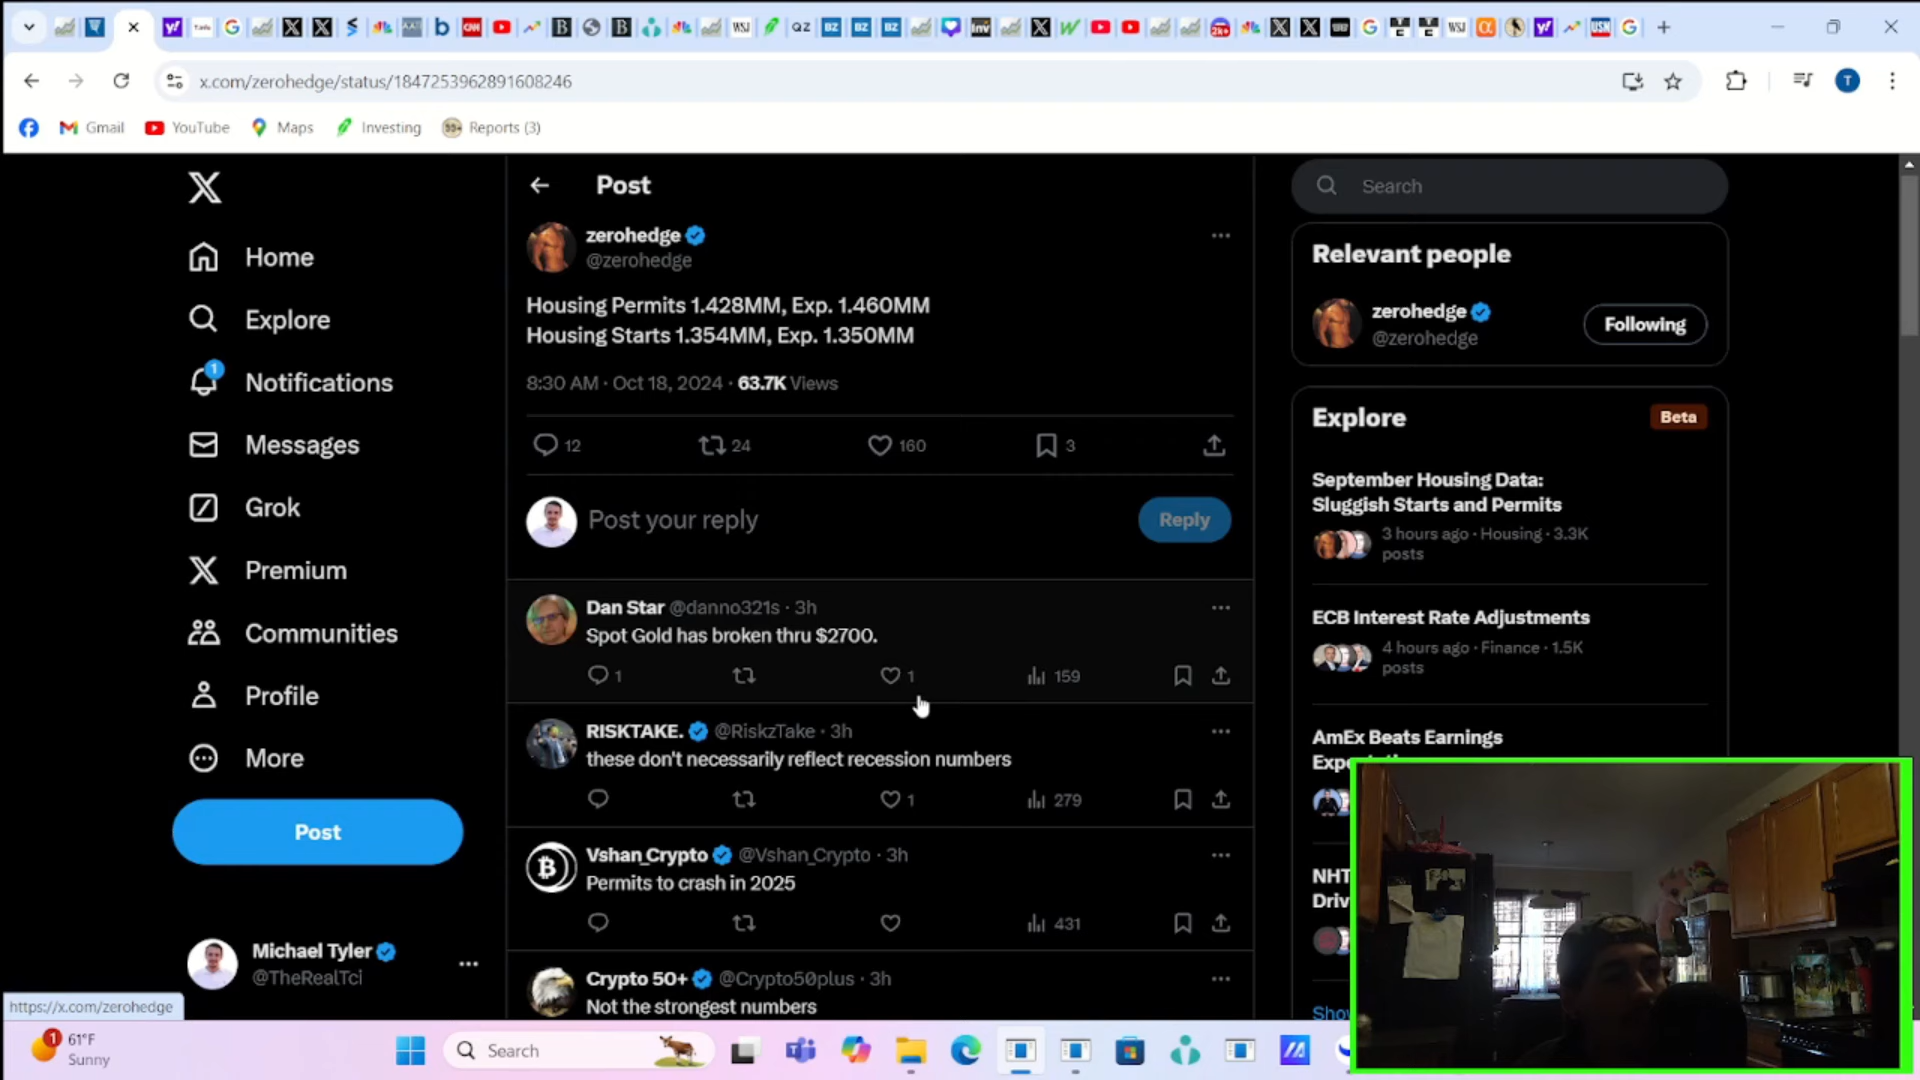 x.com/zerohedge/status/1847253962891608246
Gmail
YouTube
Maps
Investing
Reports (3)
Home
Explore
Notifications
Messages
Grok
Premium
Communities
Profile
More
Post
Michael Tyler
@TheRealTci
https://x.com/zerohedge
Post
zerohedge
@zerohedge
Housing Permits 1.428MM, Exp. 1.460MM
Housing Starts 1.354MM, Exp. 1.350MM
8:30 AM · Oct 18, 2024 · 63.7K Views
12 24 160 3
Post your reply
Reply
Dan Star @danno321s · 3h
Spot Gold has broken thru $2700.
1 1 159
RISKTAKE. @RiskzTake · 3h
these don't necessarily reflect recession numbers
1 279
Vshan_Crypto @Vshan_Crypto · 3h
Permits to crash in 2025
431
Crypto 50+ @Crypto50plus · 3h
Not the strongest numbers
Search
Relevant people
zerohedge
@zerohedge
Following
Explore
Beta
September Housing Data:
Sluggish Starts and Permits
3 hours ago · Housing · 3.3K
posts
ECB Interest Rate Adjustments
4 hours ago · Finance · 1.5K
posts
AmEx Beats Earnings
61°F
Sunny
Search